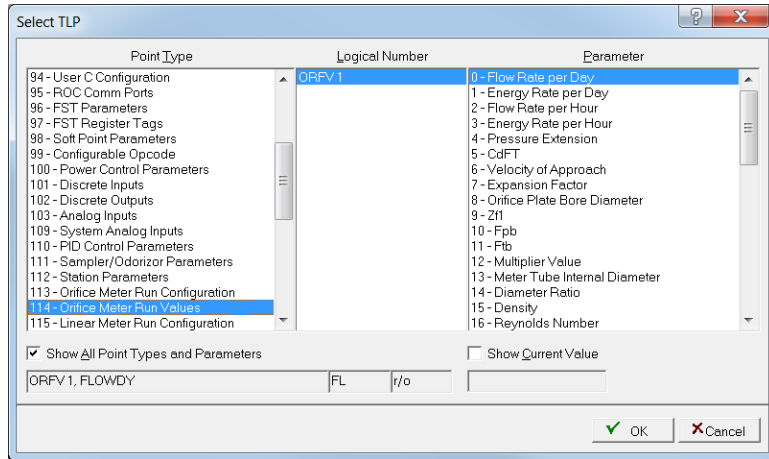 Select TLP
Point Type
Logical Number
Parameter
94 - User C Configuration
95 - ROC Comm Ports
96 - FST Parameters
97 - FST Register Tags
98 - Soft Point Parameters
99 - Configurable Opcode
100 - Power Control Parameters
101 - Discrete Inputs
102 - Discrete Outputs
103 - Analog Inputs
109 - System Analog Inputs
110 - PID Control Parameters
111 - Sampler/Odorizor Parameters
112 - Station Parameters
113 - Orifice Meter Run Configuration
114 - Orifice Meter Run Values
115 - Linear Meter Run Configuration
ORFV 1
0 - Flow Rate per Day
1 - Energy Rate per Day
2 - Flow Rate per Hour
3 - Energy Rate per Hour
4 - Pressure Extension
5 - CdFT
6 - Velocity of Approach
7 - Expansion Factor
8 - Orifice Plate Bore Diameter
9 - Zf1
10 - Fpb
11 - Ftb
12 - Multiplier Value
13 - Meter Tube Internal Diameter
14 - Diameter Ratio
15 - Density
16 - Reynolds Number
Show All Point Types and Parameters
Show Current Value
ORFV 1, FLOWDY
FL
r/o
OK
Cancel